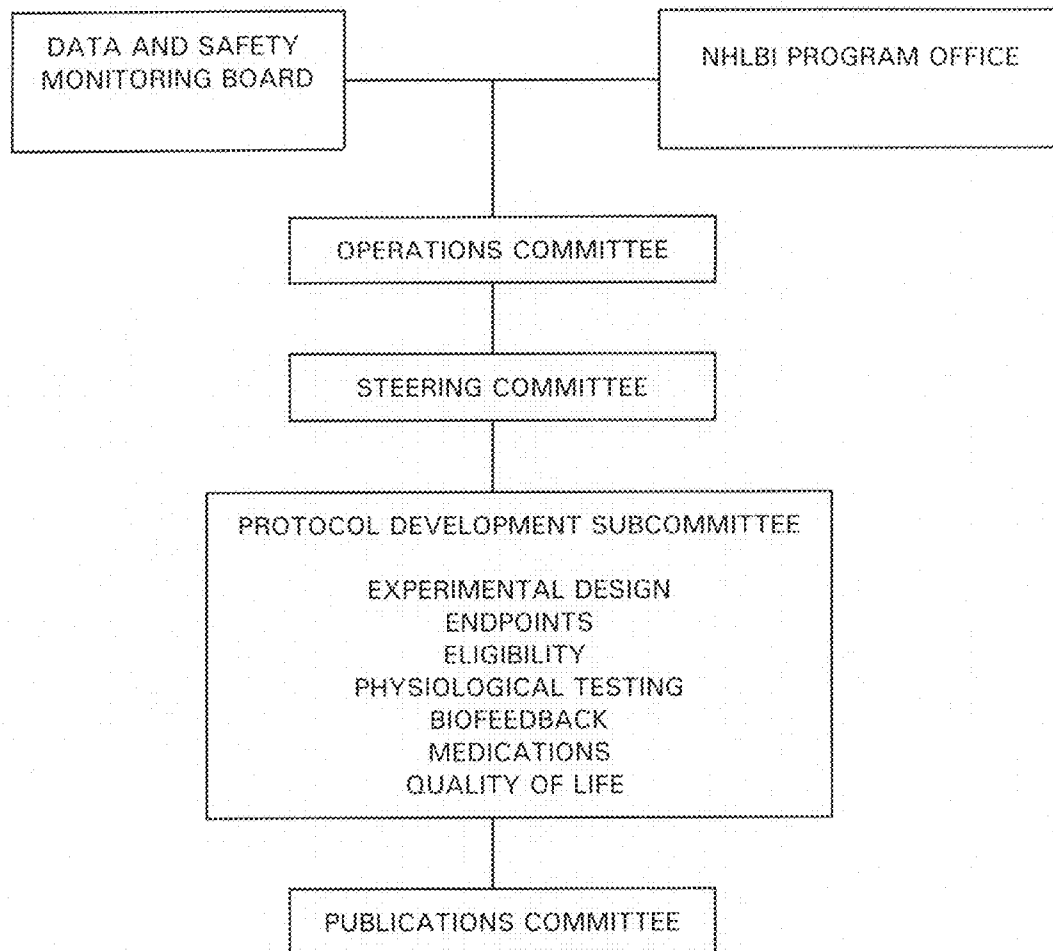 DATA AND SAFETY
MONITORING BOARD
NHLBI PROGRAM OFFICE
OPERATIONS COMMITTEE
STEERING COMMITTEE
PROTOCOL DEVELOPMENT SUBCOMMITTEE
EXPERIMENTAL DESIGN
ENDPOINTS
ELIGIBILITY
PHYSIOLOGICAL TESTING
BIOFEEDBACK
MEDICATIONS
QUALITY OF LIFE
PUBLICATIONS COMMITTEE